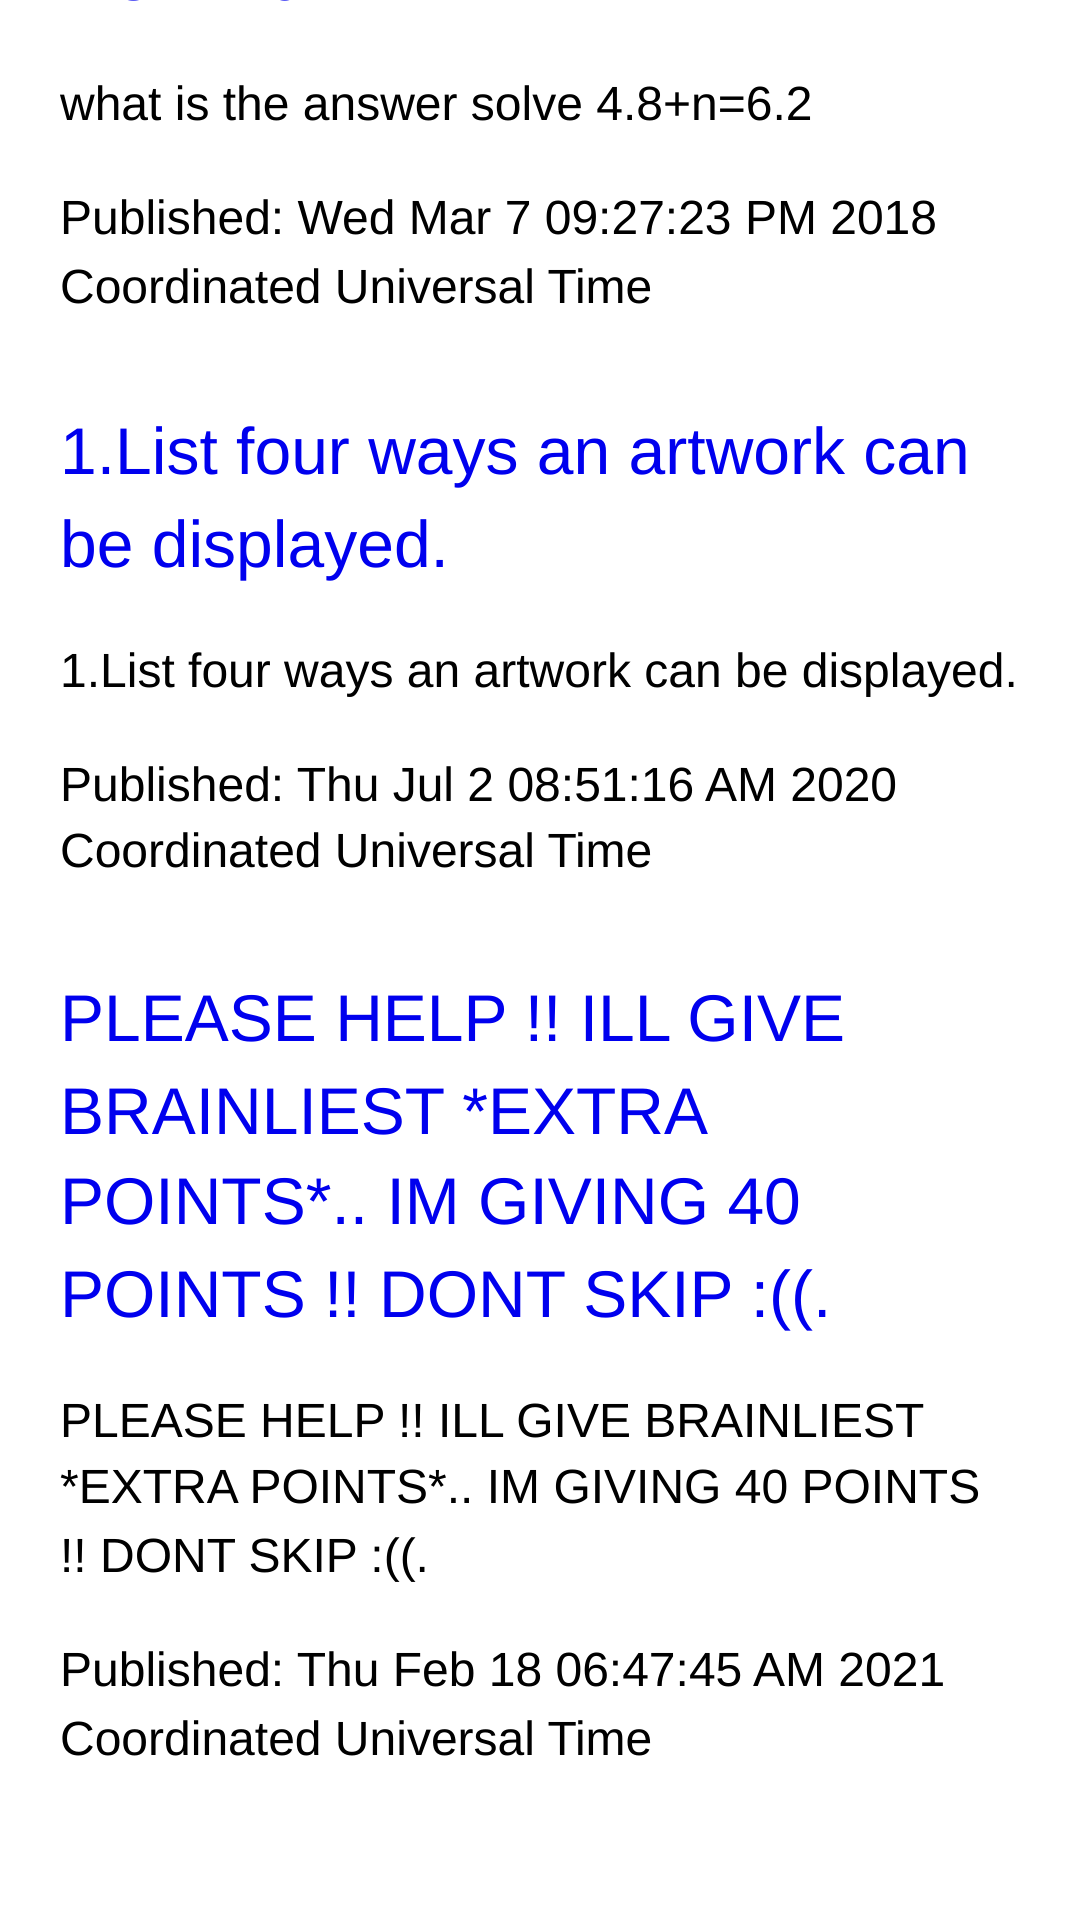 what is the answer solve 4.8+n=6.2
Published: Wed Mar 7 09:27:23 PM 2018
Coordinated Universal Time
1.List four ways an artwork can
be displayed.
1.List four ways an artwork can be displayed.
Published: Thu Jul 2 08:51:16 AM 2020
Coordinated Universal Time
PLEASE HELP !! ILL GIVE
BRAINLIEST *EXTRA
POINTS*.. IM GIVING 40
POINTS !! DONT SKIP :((.
PLEASE HELP !! ILL GIVE BRAINLIEST
*EXTRA POINTS*.. IM GIVING 40 POINTS
!! DONT SKIP :((.
Published: Thu Feb 18 06:47:45 AM 2021
Coordinated Universal Time